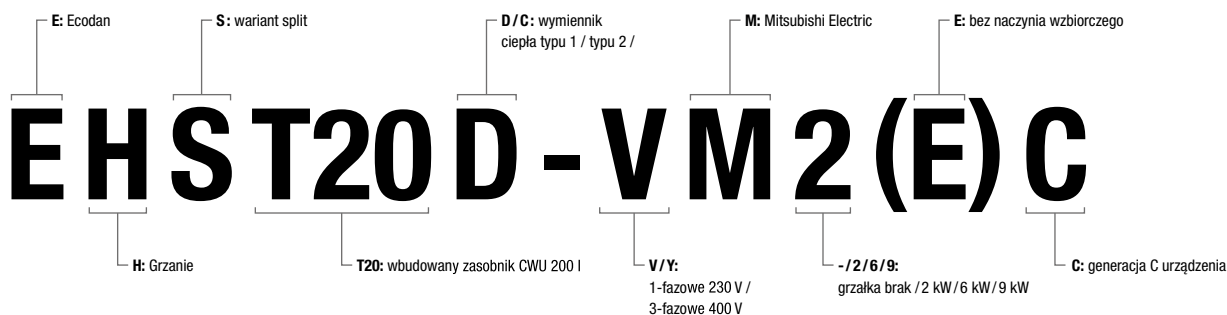 E: Ecodan
S: wariant split
D / C: wymiennik
ciepła typu 1 / typu 2 /
M: Mitsubishi Electric
E: bez naczynia wzbiorczego
EHST20D-VM2(E)C
H: Grzanie
T20: wbudowany zasobnik CWU 200 l
V / Y:
1-fazowe 230 V /
3-fazowe 400 V
- / 2 / 6 / 9:
grzałka brak / 2 kW / 6 kW / 9 kW
C: generacja C urządzenia